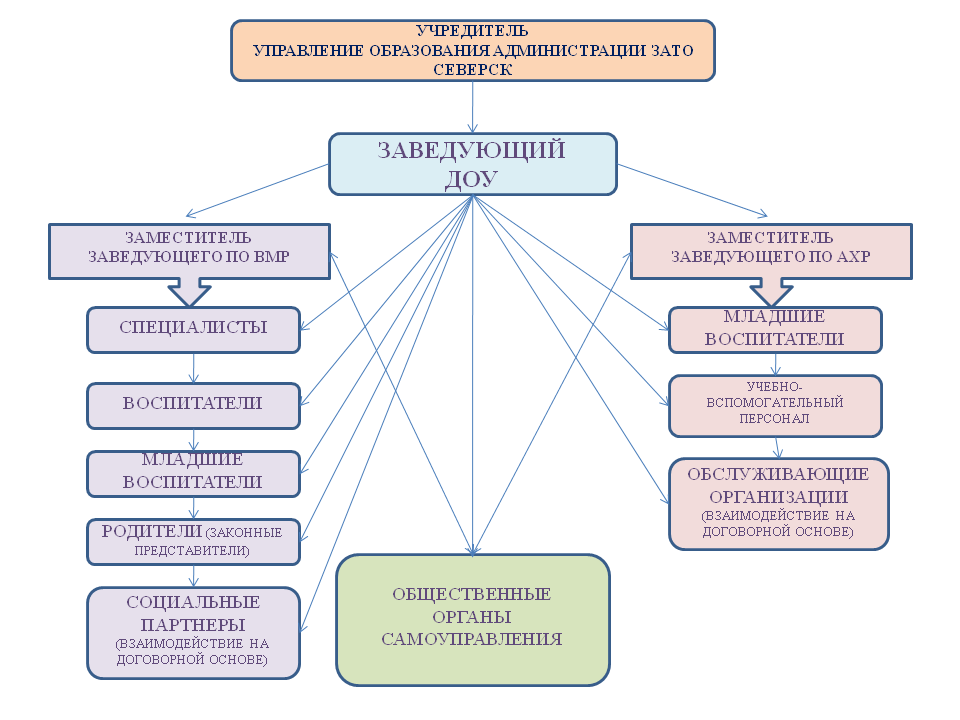 УЧРЕДИТЕЛЬ
УПРАВЛЕНИЕ ОБРАЗОВАНИЯ АДМИНИСТРАЦИИ ЗАТО
СЕВЕРСК
ЗАВЕДУЮЩИЙ
ДОУ
ЗАМЕСТИТЕЛЬ
ЗАВЕДУЮЩЕГО ПО ВМР
СПЕЦИАЛИСТЫ
ВОСПИТАТЕЛИ
МЛАДШИЕ
ВОСПИТАТЕЛИ
РОДИТЕЛИ (ЗАКОННЫЕ
ПРЕДСТАВИТЕЛИ)
СОЦИАЛЬНЫЕ
ПАРТНЕРЫ
(ВЗАИМОДЕЙСТВИЕ НА
ДОГОВОРНОЙ ОСНОВЕ)
ОБЩЕСТВЕННЫЕ
ОРГАНЫ
САМОУПРАВЛЕНИЯ
ЗАМЕСТИТЕЛЬ
ЗАВЕДУЮЩЕГО ПО АХР
МЛАДШИЕ
ВОСПИТАТЕЛИ
УЧЕБНО-
ВСПОМОГАТЕЛЬНЫЙ
ПЕРСОНАЛ
ОБСЛУЖИВАЮЩИЕ
ОРГАНИЗАЦИИ
(ВЗАИМОДЕЙСТВИЕ НА
ДОГОВОРНОЙ ОСНОВЕ)